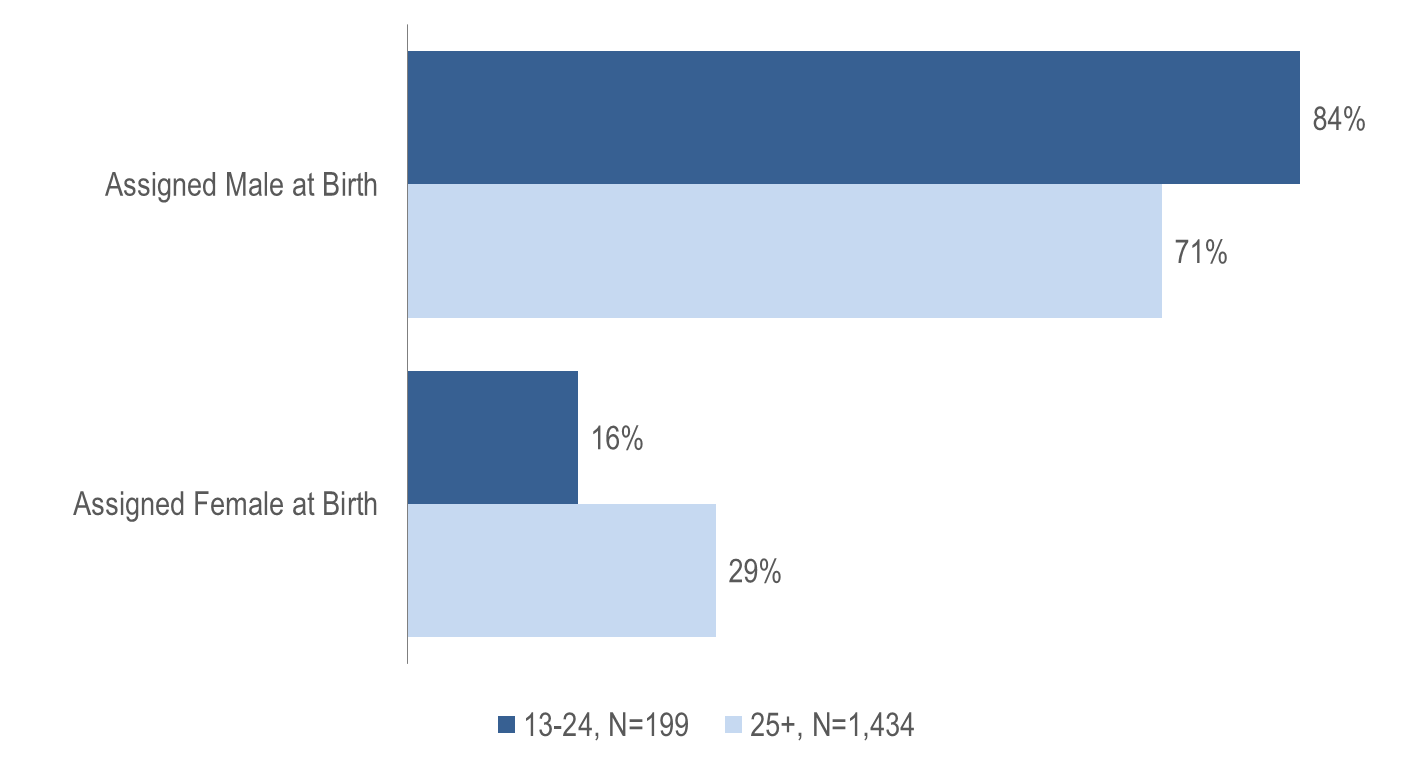 84%
Assigned Male at Birth
71%
16%
Assigned Female at Birth
29%
13-24, N=199 25+, N=1,434